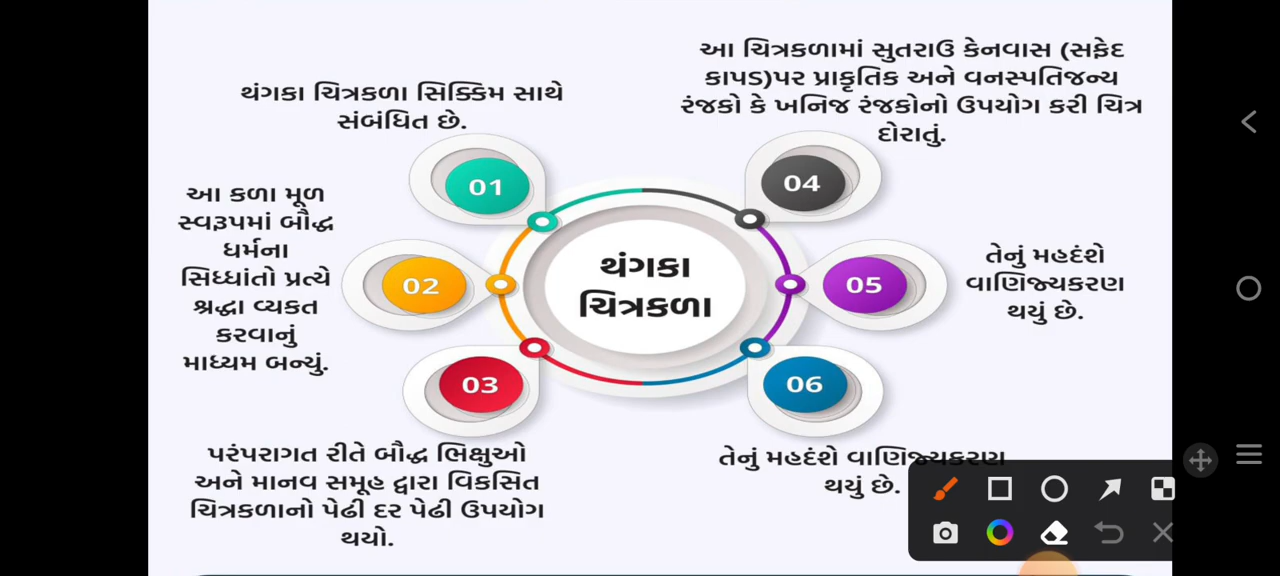 થંગકા ચિત્રકળા સિક્કિમ સાથે
સંબંધિત છે.
01
આ કળા મૂળ
સ્વરૂપમાં બૌદ્ધ
ધર્મના
સિધ્ધાંતો પ્રત્યે
શ્રદ્ધા વ્યકત
કરવાનું
માધ્યમ બન્યું.
02
03
પરંપરાગત રીતે બૌદ્ધ ભિક્ષુઓ
અને માનવ સમૂહ દ્વારા વિકસિત
ચિત્રકળાનો પેઢી દર પેઢી ઉપયોગ
થયો.
થંગકા
ચિત્રકળા
આ ચિત્રકળામાં સુતરાઉ કેનવાસ (સફેદ
કાપડ)પર પ્રાકૃતિક અને વનસ્પતિજન્ય
રંજકો કે ખનિજ રંજકોનો ઉપયોગ કરી ચિત્ર
દોરાતું.
04
05
તેનું મહદંશે
વાણિજ્યકરણ
થયું છે.
06
તેનું મહદંશે વાણિજ્યકરણ
થયું છે.